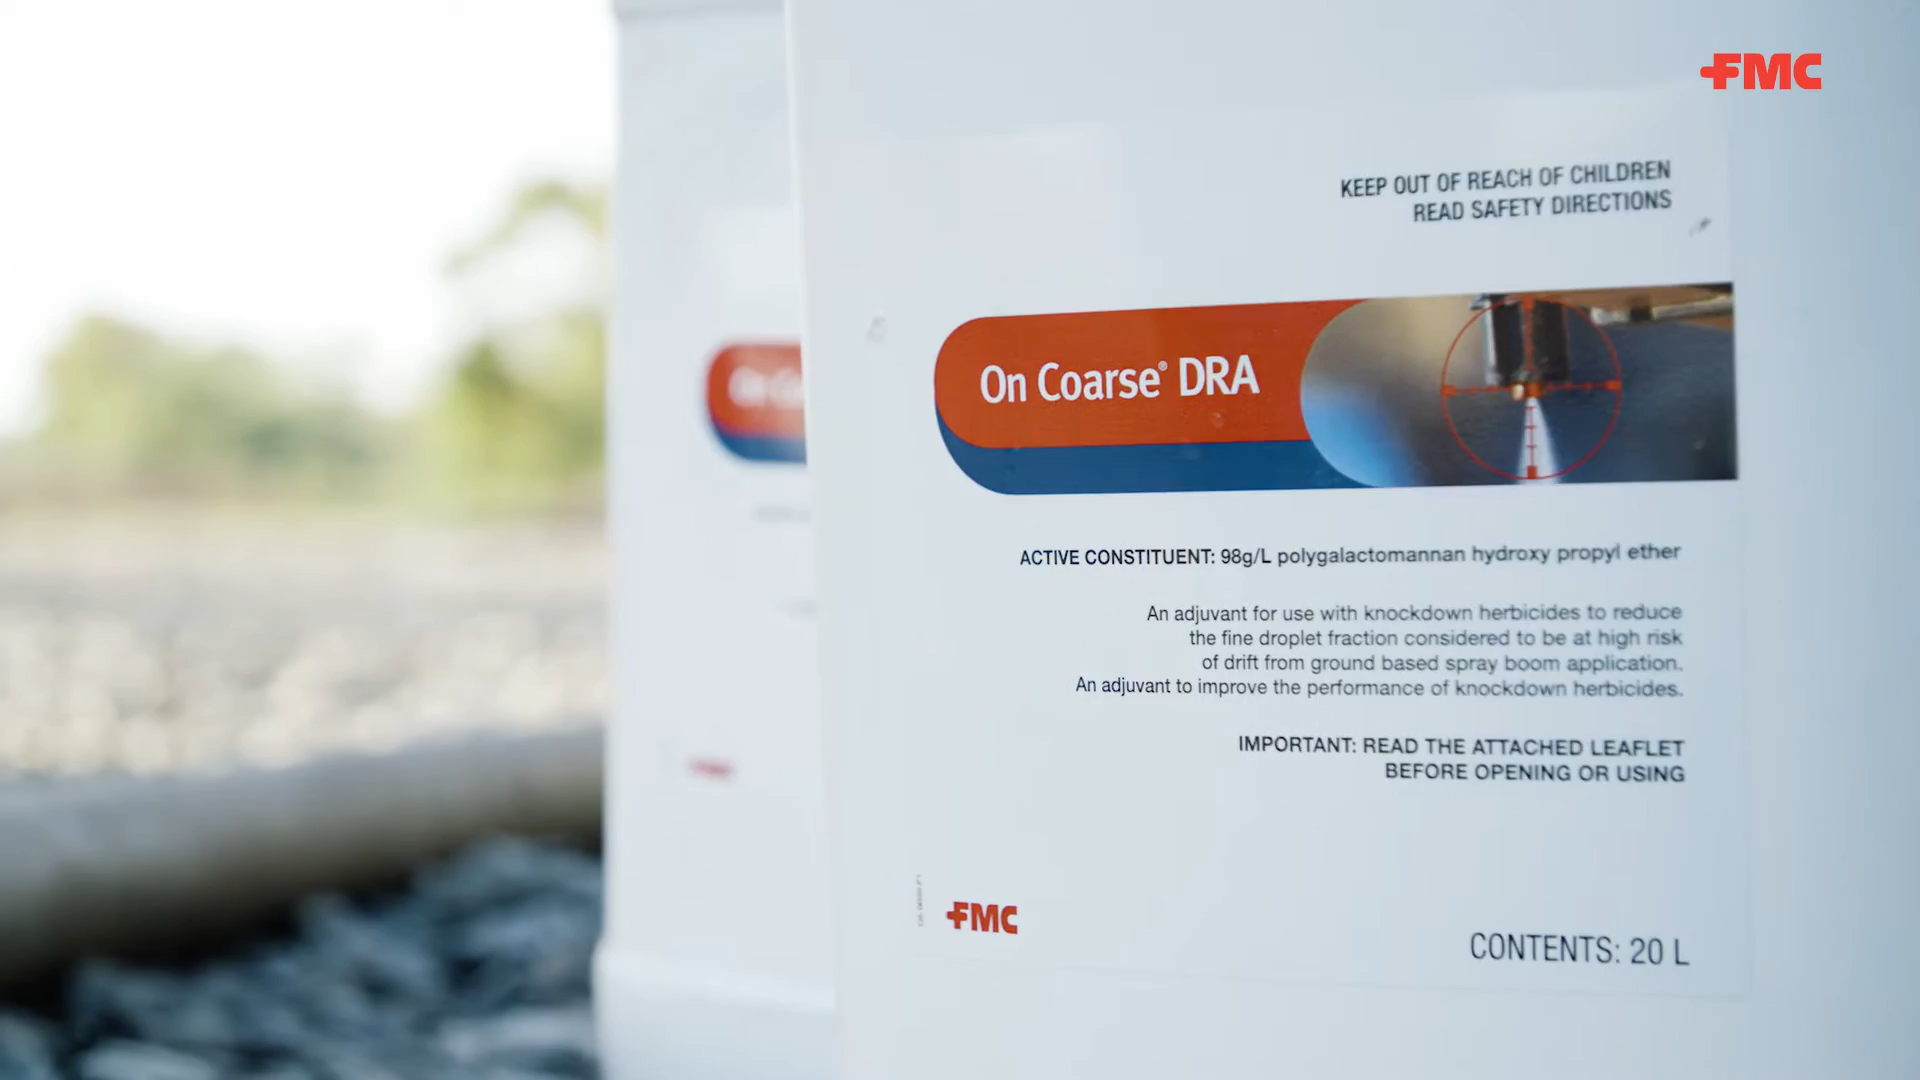 FMC
KEEP OUT OF REACH OF CHILDREN
READ SAFETY DIRECTIONS
On Coarse® DRA
ACTIVE CONSTITUENT: 98g/L polygalactomannan hydroxy propyl ether
An adjuvant for use with knockdown herbicides to reduce
the fine droplet fraction considered to be at high risk
of drift from ground based spray boom application.
An adjuvant to improve the performance of knockdown herbicides.
IMPORTANT: READ THE ATTACHED LEAFLET
BEFORE OPENING OR USING
FMC
CONTENTS: 20 L